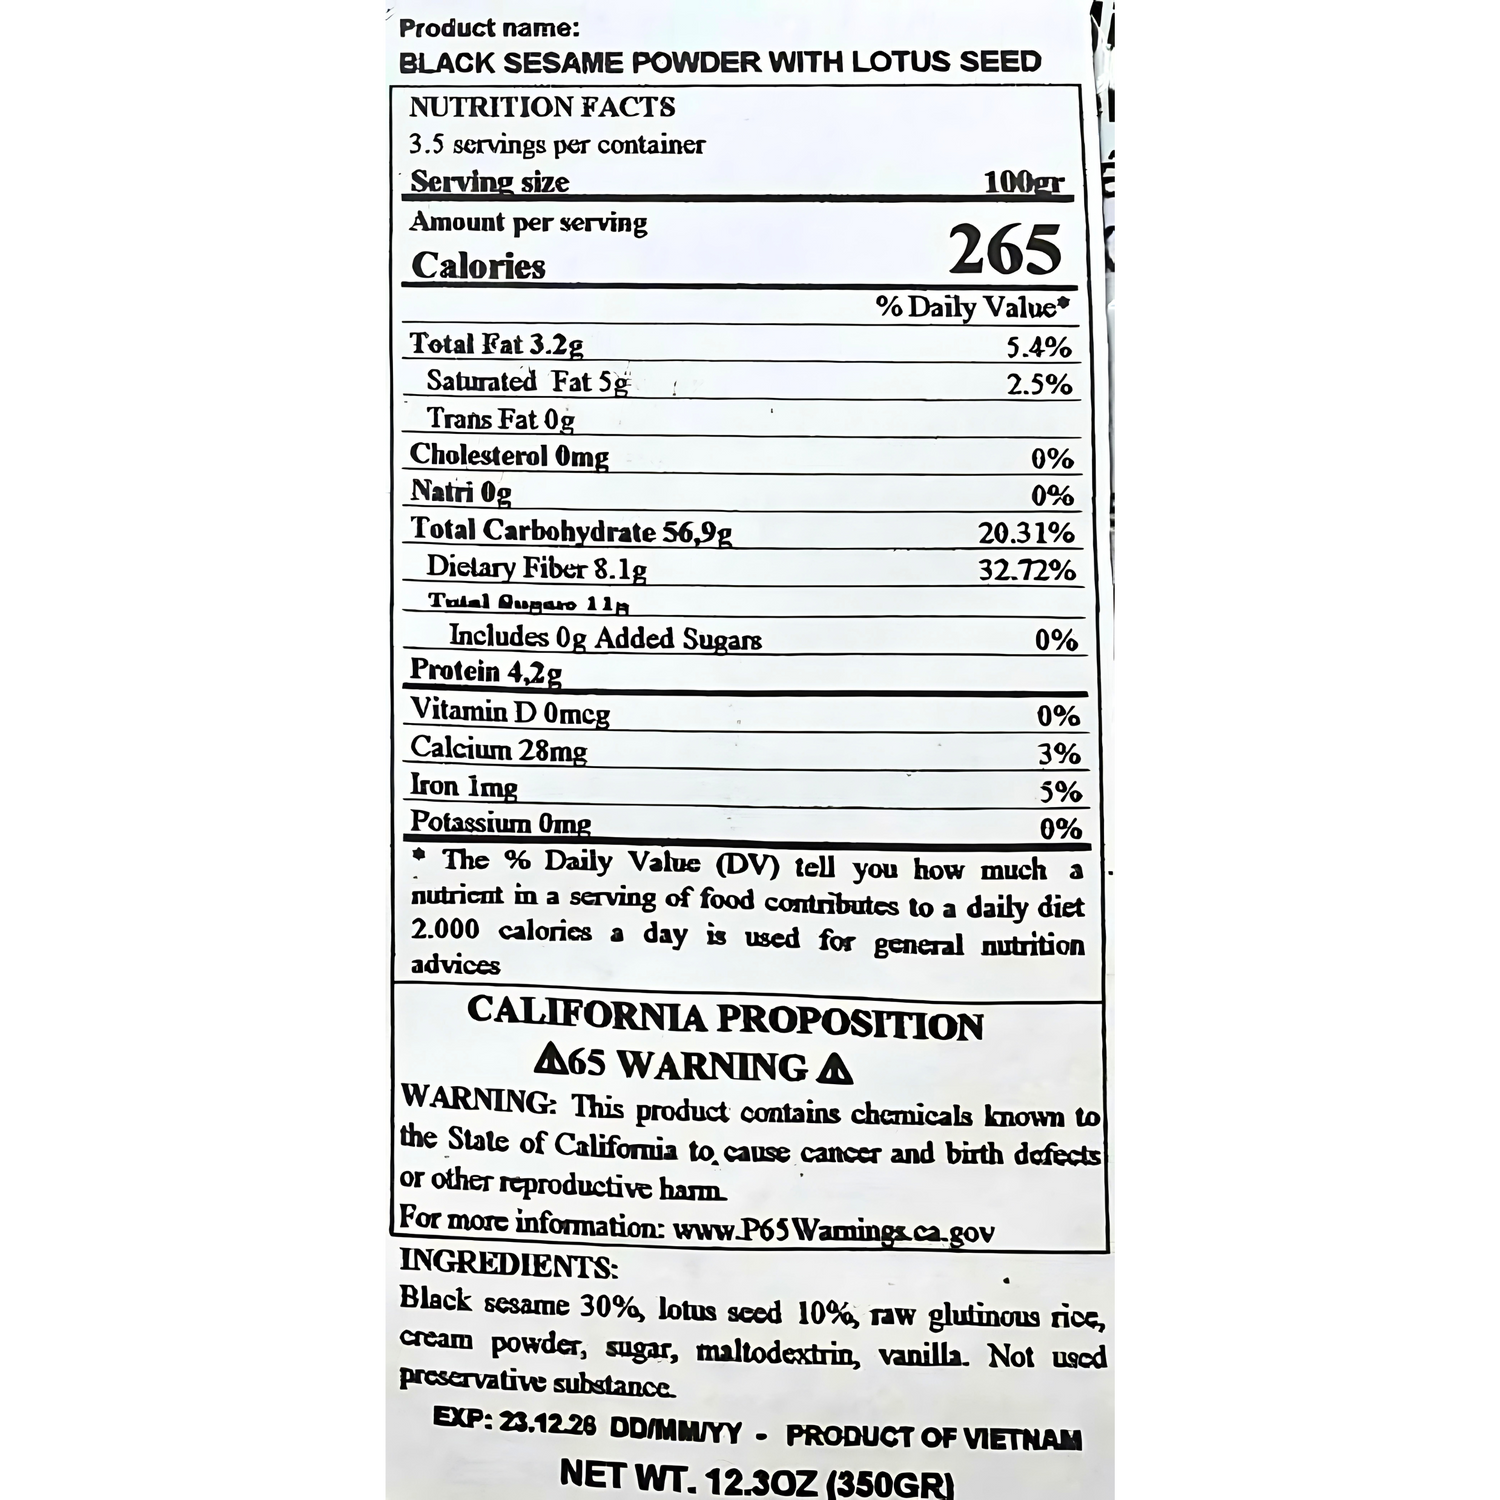 Product name:
BLACK SESAME POWDER WITH LOTUS SEED
NUTRITION FACTS
3.5 servings per container
Serving size 100gr
Amount per serving
Calories 265
% Daily Value*
Total Fat 3.2g 5.4%
Saturated Fat 5g 2.5%
Trans Fat 0g
Cholesterol 0mg 0%
Natri 0g 0%
Total Carbohydrate 56,9g 20.31%
Dietary Fiber 8.1g 32.72%
Total Sugars 11g
Includes 0g Added Sugars 0%
Protein 4,2g
Vitamin D 0mcg 0%
Calcium 28mg 3%
Iron 1mg 5%
Potassium 0mg 0%
* The % Daily Value (DV) tell you how much a
nutrient in a serving of food contributes to a daily diet
2.000 calories a day is used for general nutrition
advices
CALIFORNIA PROPOSITION
⚠65 WARNING ⚠
WARNING: This product contains chemicals known to
the State of California to cause cancer and birth defects
or other reproductive harm.
For more information: www.P65Warnings.ca.gov
INGREDIENTS:
Black sesame 30%, lotus seed 10%, raw glutinous rice,
cream powder, sugar, maltodextrin, vanilla. Not used
preservative substance.
EXP: 23.12.26 DD/MM/YY - PRODUCT OF VIETNAM
NET WT. 12.3OZ (350GR)